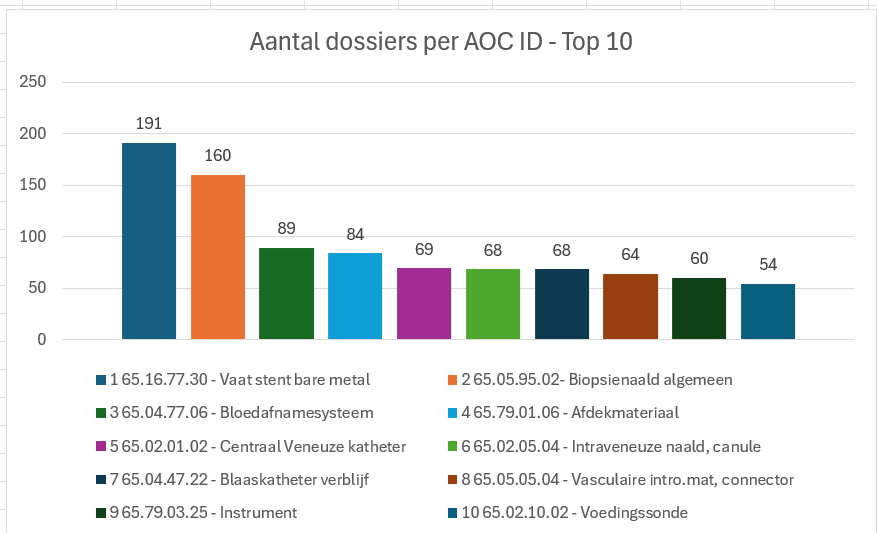 Aantal dossiers per AOC ID - Top 10
250
200
150
100
50
0
191
160
89
84
69
68
68
64
60
54
1 65.16.77.30 - Vaat stent bare metal
2 65.05.95.02- Biopsienaald algemeen
3 65.04.77.06 - Bloedafnamesysteem
4 65.79.01.06 - Afdekmateriaal
5 65.02.01.02 - Centraal Veneuze katheter
6 65.02.05.04 - Intraveneuze naald, canule
7 65.04.47.22 - Blaaskatheter verblijf
8 65.05.05.04 - Vasculaire intro.mat, connector
9 65.79.03.25 - Instrument
10 65.02.10.02 - Voedingssonde